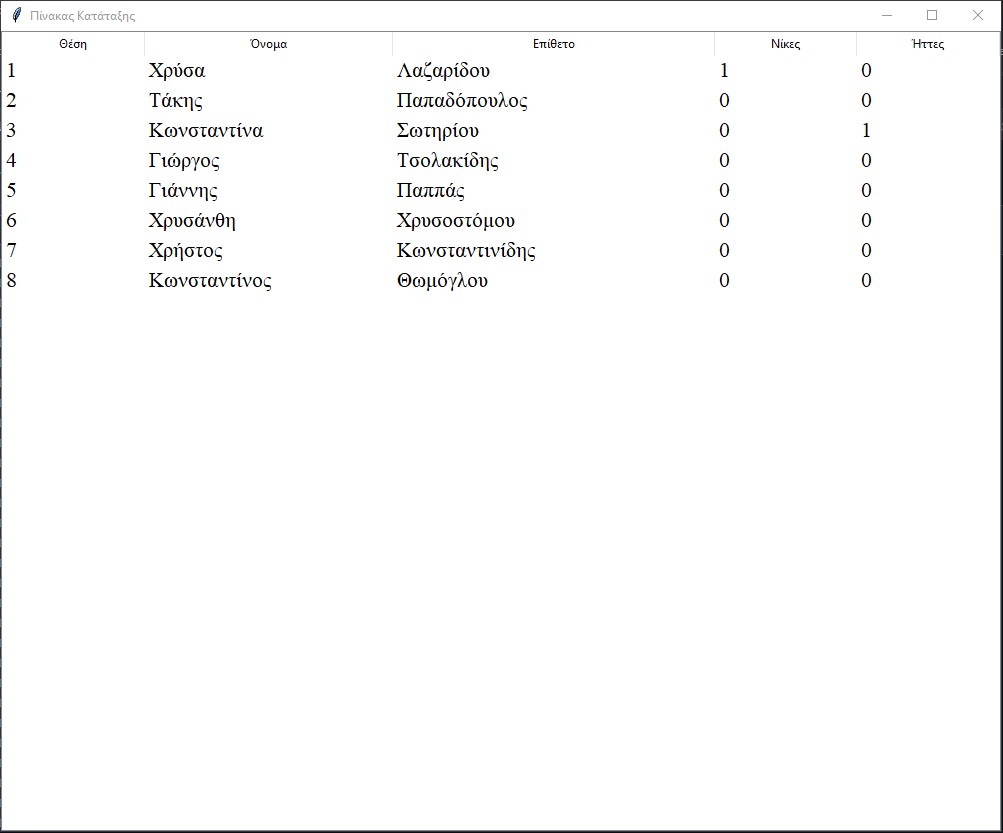 Πίνακας Κατάταξης
Θέση Όνομα Επίθετο Νίκες Ήττες
1 Χρύσα Λαζαρίδου 1 0
2 Τάκης Παπαδόπουλος 0 0
3 Κωνσταντίνα Σωτηρίου 0 1
4 Γιώργος Τσολακίδης 0 0
5 Γιάννης Παππάς 0 0
6 Χρυσάνθη Χρυσοστόμου 0 0
7 Χρήστος Κωνσταντινίδης 0 0
8 Κωνσταντίνος Θωμόγλου 0 0